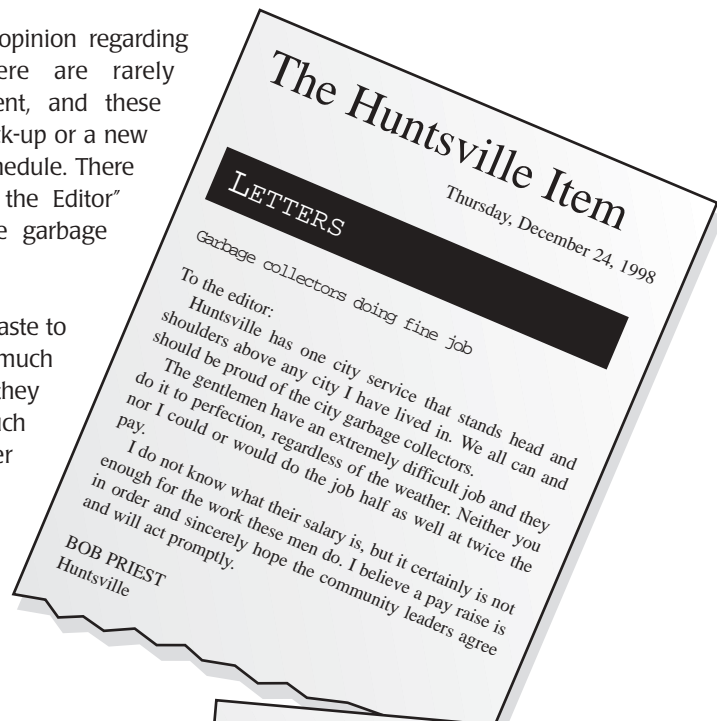 opinion regarding
ere are rarely
ent, and these
k-up or a new
hedule. There
the Editor"
e garbage
aste to
much
they
uch
er
The Huntsville Item
Thursday, December 24, 1998
LETTERS
Garbage collectors doing fine job
To the editor:
Huntsville has one city service that stands head and
shoulders above any city I have lived in. We all can and
should be proud of the city garbage collectors.
The gentlemen have an extremely difficult job and they
do it to perfection, regardless of the weather. Neither you
nor I could or would do the job half as well at twice the
pay.
I do not know what their salary is, but it certainly is not
enough for the work these men do. I believe a pay raise is
in order and sincerely hope the community leaders agree
and will act promptly.
BOB PRIEST
Huntsville